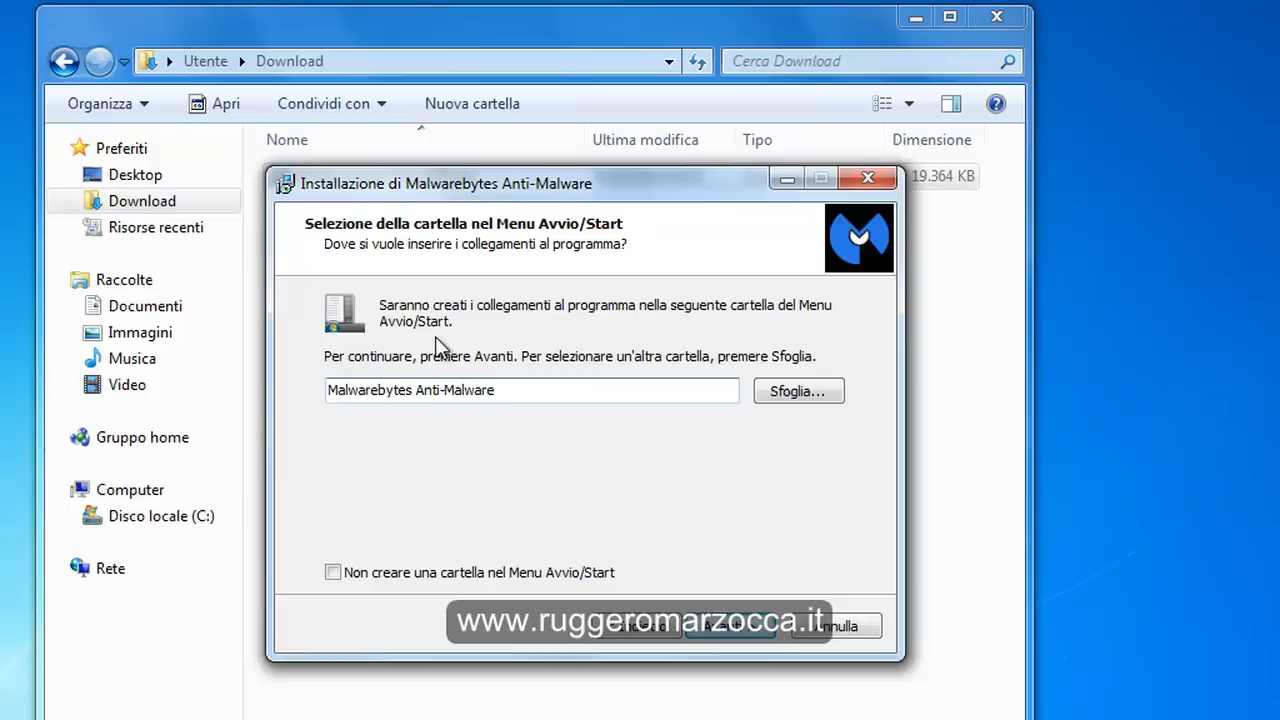 Utente
Download
Cerca Download
Organizza
Apri
Condividi con
Nuova cartella
Nome
Ultima modifica
Tipo
Dimensione
19.364 KB
Preferiti
Desktop
Download
Risorse recenti
Raccolte
Documenti
Immagini
Musica
Video
Gruppo home
Computer
Disco locale (C:)
Rete
Installazione di Malwarebytes Anti-Malware
Selezione della cartella nel Menu Avvio/Start
Dove si vuole inserire i collegamenti al programma?
Saranno creati i collegamenti al programma nella seguente cartella del Menu
Avvio/Start.
Per continuare, premere Avanti. Per selezionare un'altra cartella, premere Sfoglia.
Malwarebytes Anti-Malware
Sfoglia...
Non creare una cartella nel Menu Avvio/Start
www.ruggeromarzocca.it
Annulla